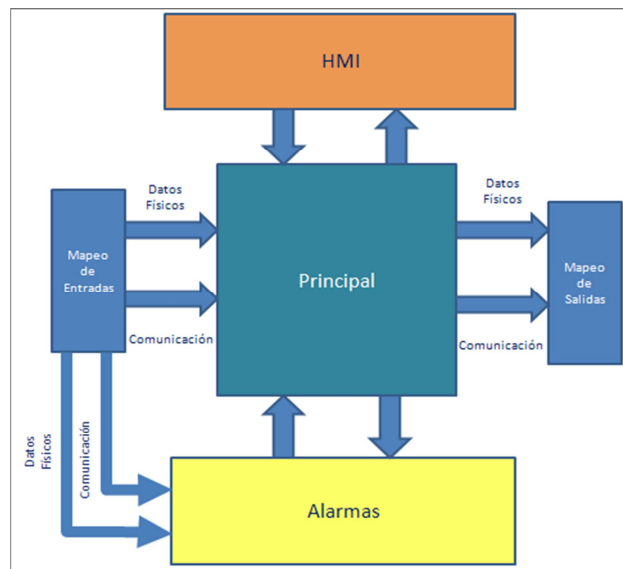 HMI
Datos
Físicos
Datos
Físicos
Mapeo
de
Entradas
Principal
Mapeo
de
Salidas
Comunicación
Comunicación
Datos
Físicos
Comunicación
Alarmas